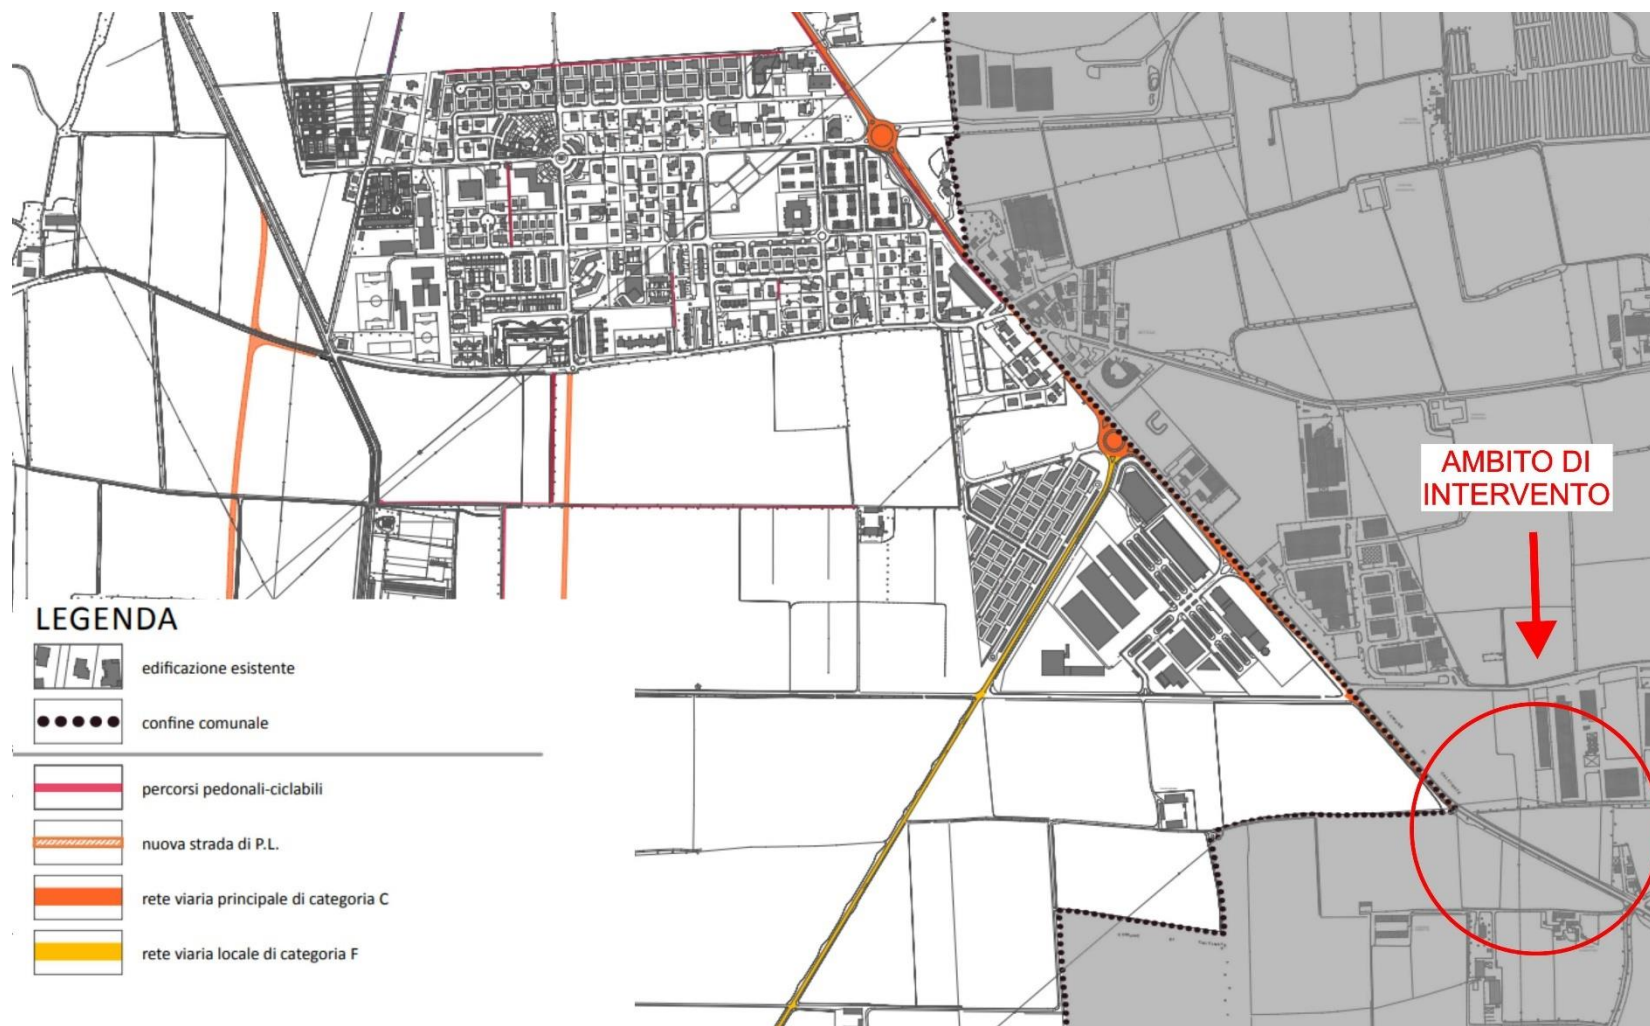 AMBITO DI
INTERVENTO
LEGENDA
edificazione esistente
confine comunale
percorsi pedonali-ciclabili
nuova strada di P.L.
rete viaria principale di categoria C
rete viaria locale di categoria F